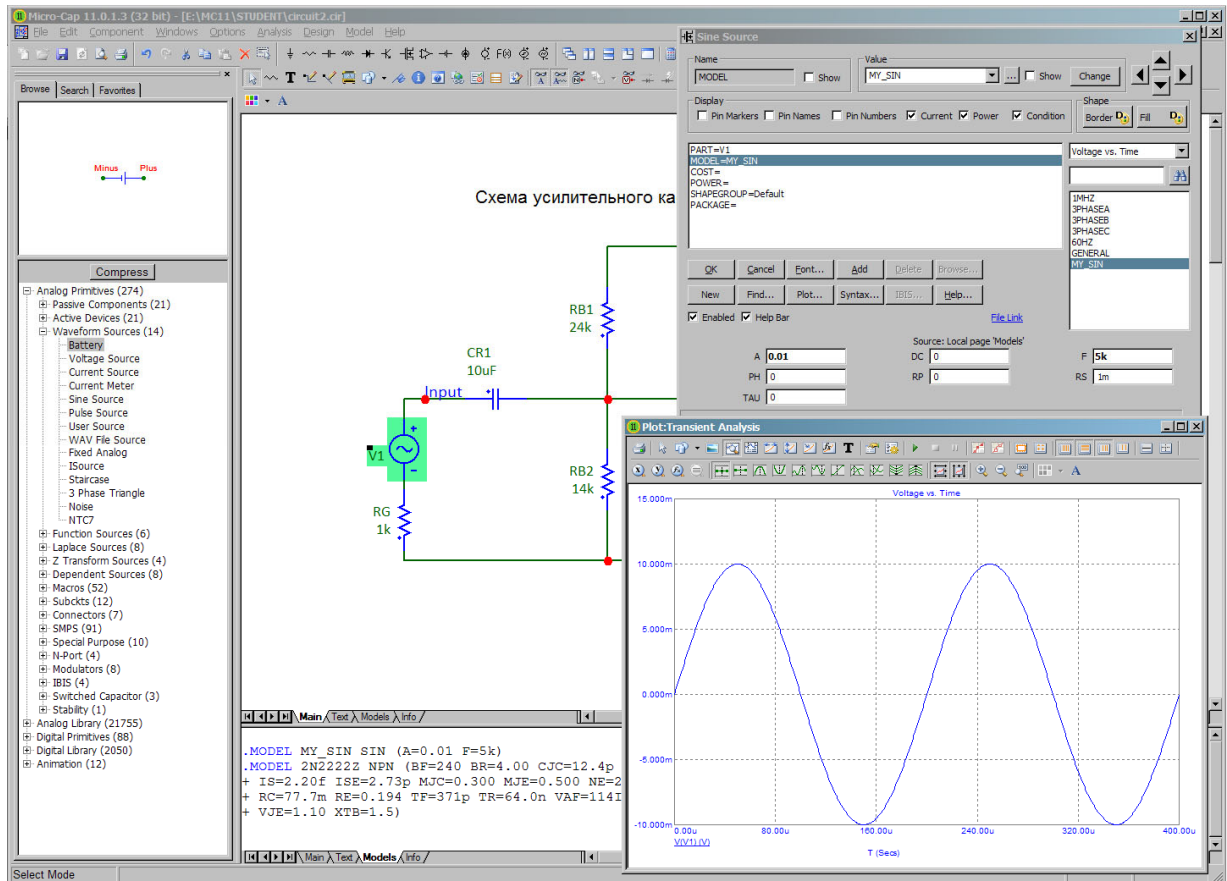 Micro-Cap 11.0.1.3 (32 bit) - [E:\MC11\STUDENT\circuit2.cir]
File Edit Component Windows Options Analysis Design Model Help
Browse Search Favorites
Minus Plus
Compress
Analog Primitives (274)
Passive Components (21)
Active Devices (21)
Waveform Sources (14)
Battery
Voltage Source
Current Source
Current Meter
Sine Source
Pulse Source
User Source
WAV File Source
Fixed Analog
ISource
Staircase
3 Phase Triangle
Noise
NTC7
Function Sources (6)
Laplace Sources (8)
Z Transform Sources (4)
Dependent Sources (8)
Macros (52)
Subckts (12)
Connectors (7)
SMPS (91)
Special Purpose (10)
N-Port (4)
Modulators (8)
IBIS (4)
Switched Capacitor (3)
Stability (1)
Analog Library (21755)
Digital Primitives (88)
Digital Library (2050)
Animation (12)
Select Mode
Схема усилительного ка
RB1
24k
CR1
10uF
Input
V1
RB2
14k
RG
1k
Main Text Models Info
.MODEL MY_SIN SIN (A=0.01 F=5k)
.MODEL 2N2222Z NPN (BF=240 BR=4.00 CJC=12.4p
+ IS=2.20f ISE=2.73p MJC=0.300 MJE=0.500 NE=2
+ RC=77.7m RE=0.194 TF=371p TR=64.0n VAF=114
+ VJE=1.10 XTB=1.5)
Main Text Models Info
Sine Source
Name
MODEL Show
Value
MY_SIN ... Show Change
Display
Pin Markers Pin Names Pin Numbers Current Power Condition
Shape
Border Fill
PART=V1
MODEL=MY_SIN
COST=
POWER=
SHAPEGROUP=Default
PACKAGE=
Voltage vs. Time
1MHZ
3PHASEA
3PHASEB
3PHASEC
60HZ
GENERAL
MY_SIN
OK Cancel Font... Add Delete Browse...
New Find... Plot... Syntax... IBIS... Help...
Enabled Help Bar File Link
Source: Local page 'Models'
A 0.01 DC 0 F 5k
PH 0 RP 0 RS 1m
TAU 0
Plot:Transient Analysis
Voltage vs. Time
15.000m
10.000m
5.000m
0.000m
-5.000m
-10.000m
0.00u 80.00u 160.00u 240.00u 320.00u 400.00u
V(V1) (V)
T (Secs)